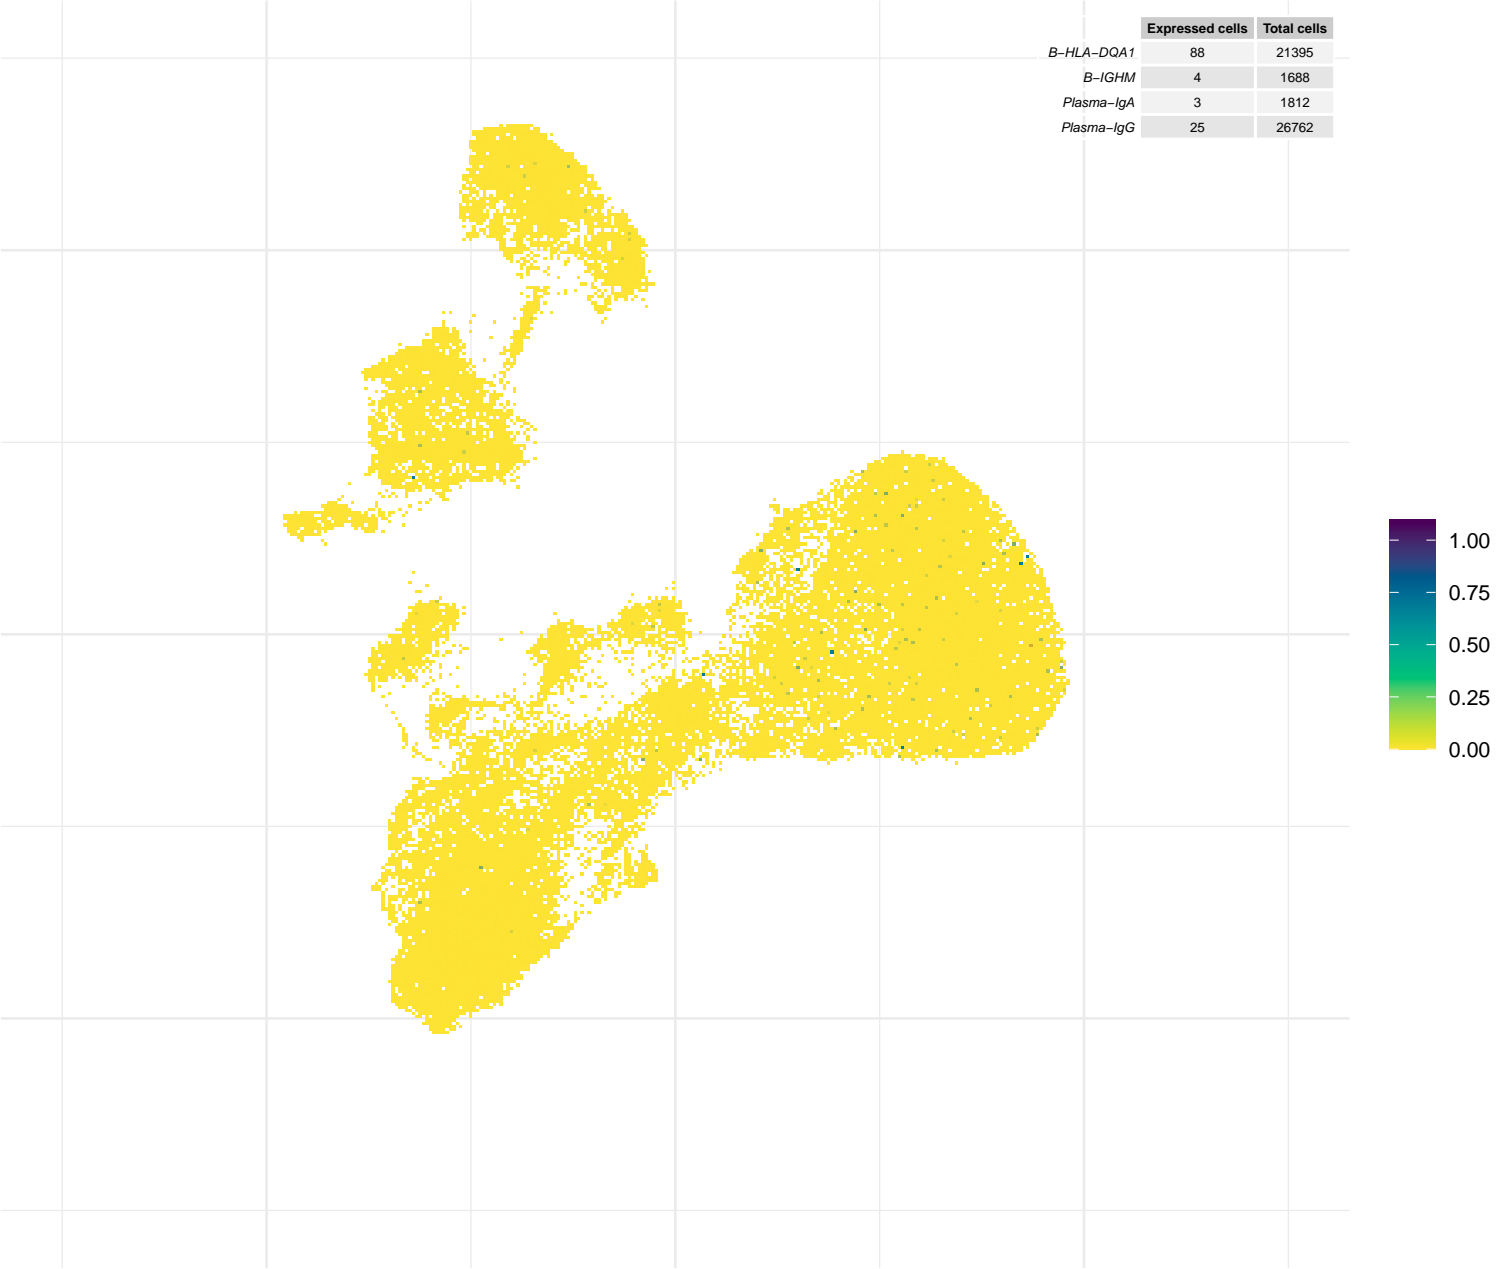 Expressed cells Total cells
B−HLA−DQA1 88 21395
B−IGHM 4 1688
Plasma−IgA 3 1812
Plasma−IgG 25 26762
1.00
0.75
0.50
0.25
0.00